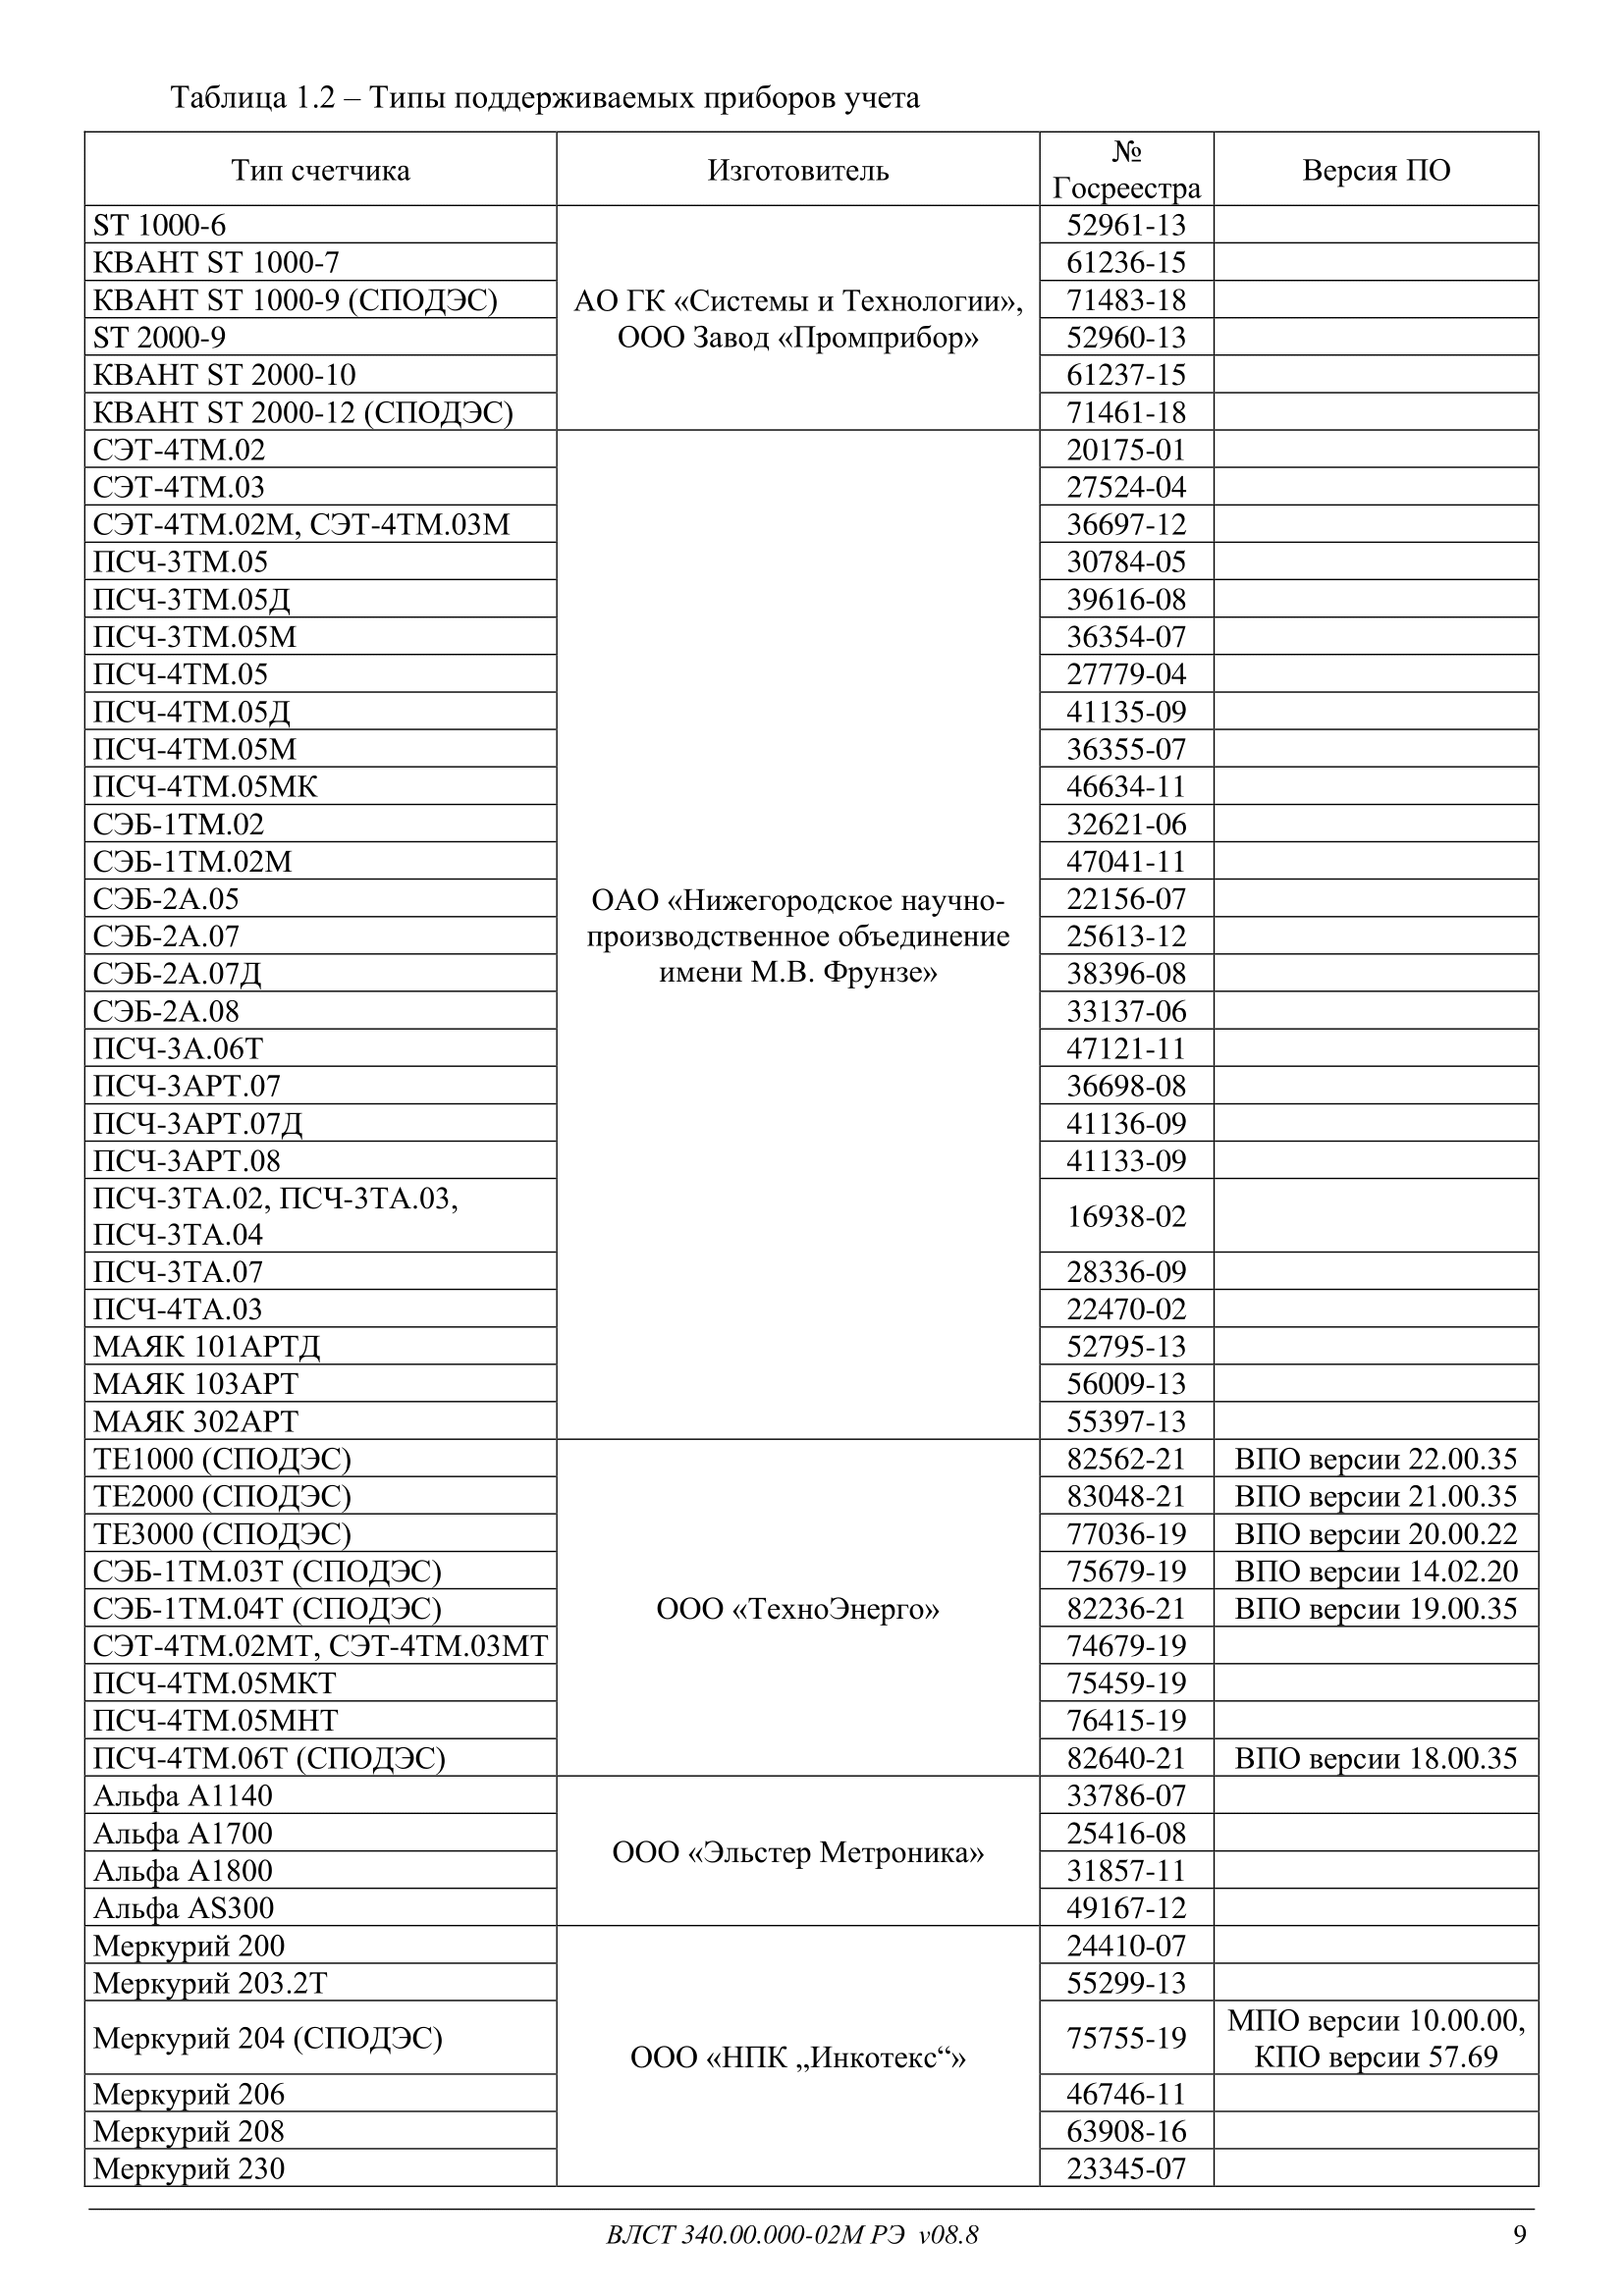 Таблица 1.2 – Типы поддерживаемых приборов учета
Тип счетчика Изготовитель № Госреестра Версия ПО
ST 1000-6 52961-13
КВАНТ ST 1000-7 61236-15
КВАНТ ST 1000-9 (СПОДЭС) 71483-18
АО ГК «Системы и Технологии»,
ООО Завод «Промприбор»
ST 2000-9 52960-13
КВАНТ ST 2000-10 61237-15
КВАНТ ST 2000-12 (СПОДЭС) 71461-18
СЭТ-4ТМ.02 20175-01
СЭТ-4ТМ.03 27524-04
СЭТ-4ТМ.02М, СЭТ-4ТМ.03М 36697-12
ПСЧ-3ТМ.05 30784-05
ПСЧ-3ТМ.05Д 39616-08
ПСЧ-3ТМ.05М 36354-07
ПСЧ-4ТМ.05 27779-04
ПСЧ-4ТМ.05Д 41135-09
ПСЧ-4ТМ.05М 36355-07
ПСЧ-4ТМ.05МК 46634-11
СЭБ-1ТМ.02 32621-06
СЭБ-1ТМ.02М 47041-11
СЭБ-2А.05 22156-07
ОАО «Нижегородское научно-
производственное объединение
имени М.В. Фрунзе»
СЭБ-2А.07 25613-12
СЭБ-2А.07Д 38396-08
СЭБ-2А.08 33137-06
ПСЧ-3А.06Т 47121-11
ПСЧ-3АРТ.07 36698-08
ПСЧ-3АРТ.07Д 41136-09
ПСЧ-3АРТ.08 41133-09
ПСЧ-3ТА.02, ПСЧ-3ТА.03,
ПСЧ-3ТА.04 16938-02
ПСЧ-3ТА.07 28336-09
ПСЧ-4ТА.03 22470-02
МАЯК 101АРТД 52795-13
МАЯК 103АРТ 56009-13
МАЯК 302АРТ 55397-13
ТЕ1000 (СПОДЭС) 82562-21 ВПО версии 22.00.35
ТЕ2000 (СПОДЭС) 83048-21 ВПО версии 21.00.35
ТЕ3000 (СПОДЭС) 77036-19 ВПО версии 20.00.22
СЭБ-1ТМ.03Т (СПОДЭС) 75679-19 ВПО версии 14.02.20
СЭБ-1ТМ.04Т (СПОДЭС) ООО «ТехноЭнерго» 82236-21 ВПО версии 19.00.35
СЭТ-4ТМ.02МТ, СЭТ-4ТМ.03МТ 74679-19
ПСЧ-4ТМ.05МКТ 75459-19
ПСЧ-4ТМ.05МНТ 76415-19
ПСЧ-4ТМ.06Т (СПОДЭС) 82640-21 ВПО версии 18.00.35
Альфа А1140 33786-07
Альфа А1700 25416-08
ООО «Эльстер Метроника»
Альфа А1800 31857-11
Альфа AS300 49167-12
Меркурий 200 24410-07
Меркурий 203.2Т 55299-13
Меркурий 204 (СПОДЭС) 75755-19 МПО версии 10.00.00,
КПО версии 57.69
ООО «НПК „Инкотекс“»
Меркурий 206 46746-11
Меркурий 208 63908-16
Меркурий 230 23345-07
ВЛСТ 340.00.000-02М РЭ v08.8 9